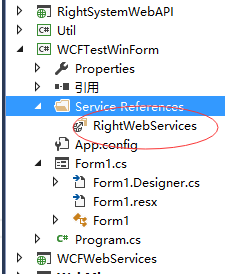 RightSystemWebAPI
Util
WCFTestWinForm
Properties
引用
Service References
RightWebServices
App.config
Form1.cs
Form1.Designer.cs
Form1.resx
Form1
Program.cs
WCFWebServices